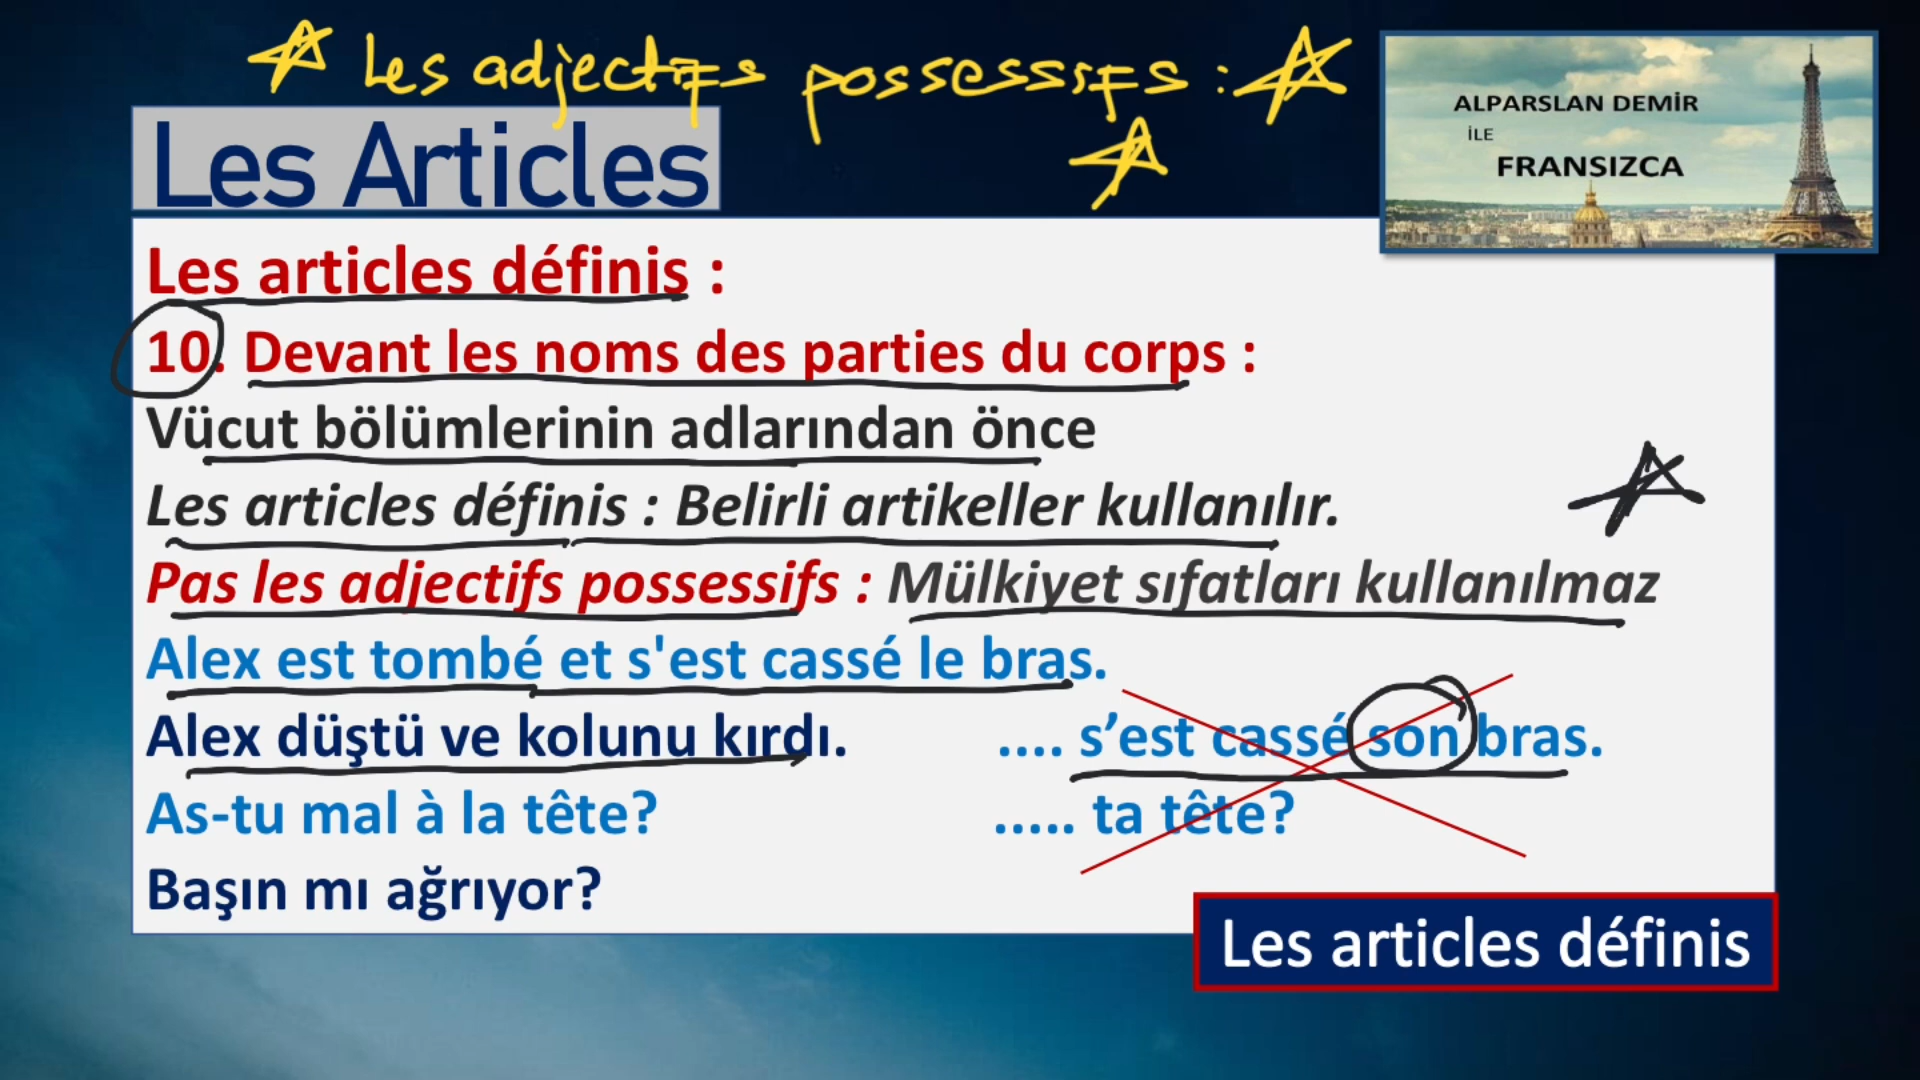 Les adjectifs possessifs :
Les Articles
ALPARSLAN DEMİR
İLE
FRANSIZCA
Les articles définis :
10. Devant les noms des parties du corps :
Vücut bölümlerinin adlarından önce
Les articles définis : Belirli artikeller kullanılır.
Pas les adjectifs possessifs : Mülkiyet sıfatları kullanılmaz
Alex est tombé et s'est cassé le bras.
Alex düştü ve kolunu kırdı. .... s’est cassé son bras.
As-tu mal à la tête? ..... ta tête?
Başın mı ağrıyor?
Les articles définis